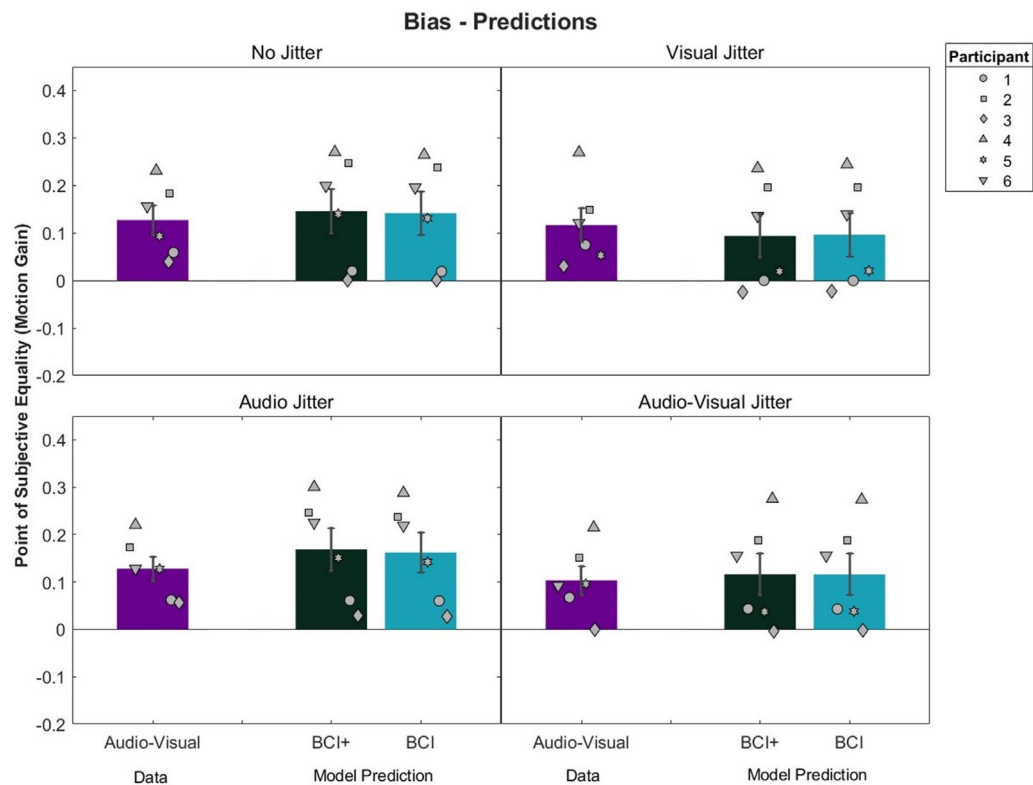 Bias - Predictions
No Jitter
Visual Jitter
Participant
1
2
3
4
5
6
0.4
0.3
0.2
0.1
0
-0.1
-0.2
Point of Subjective Equality (Motion Gain)
Audio Jitter
Audio-Visual Jitter
0.4
0.3
0.2
0.1
0
-0.1
-0.2
Audio-Visual
BCI+
BCI
Audio-Visual
BCI+
BCI
Data
Model Prediction
Data
Model Prediction